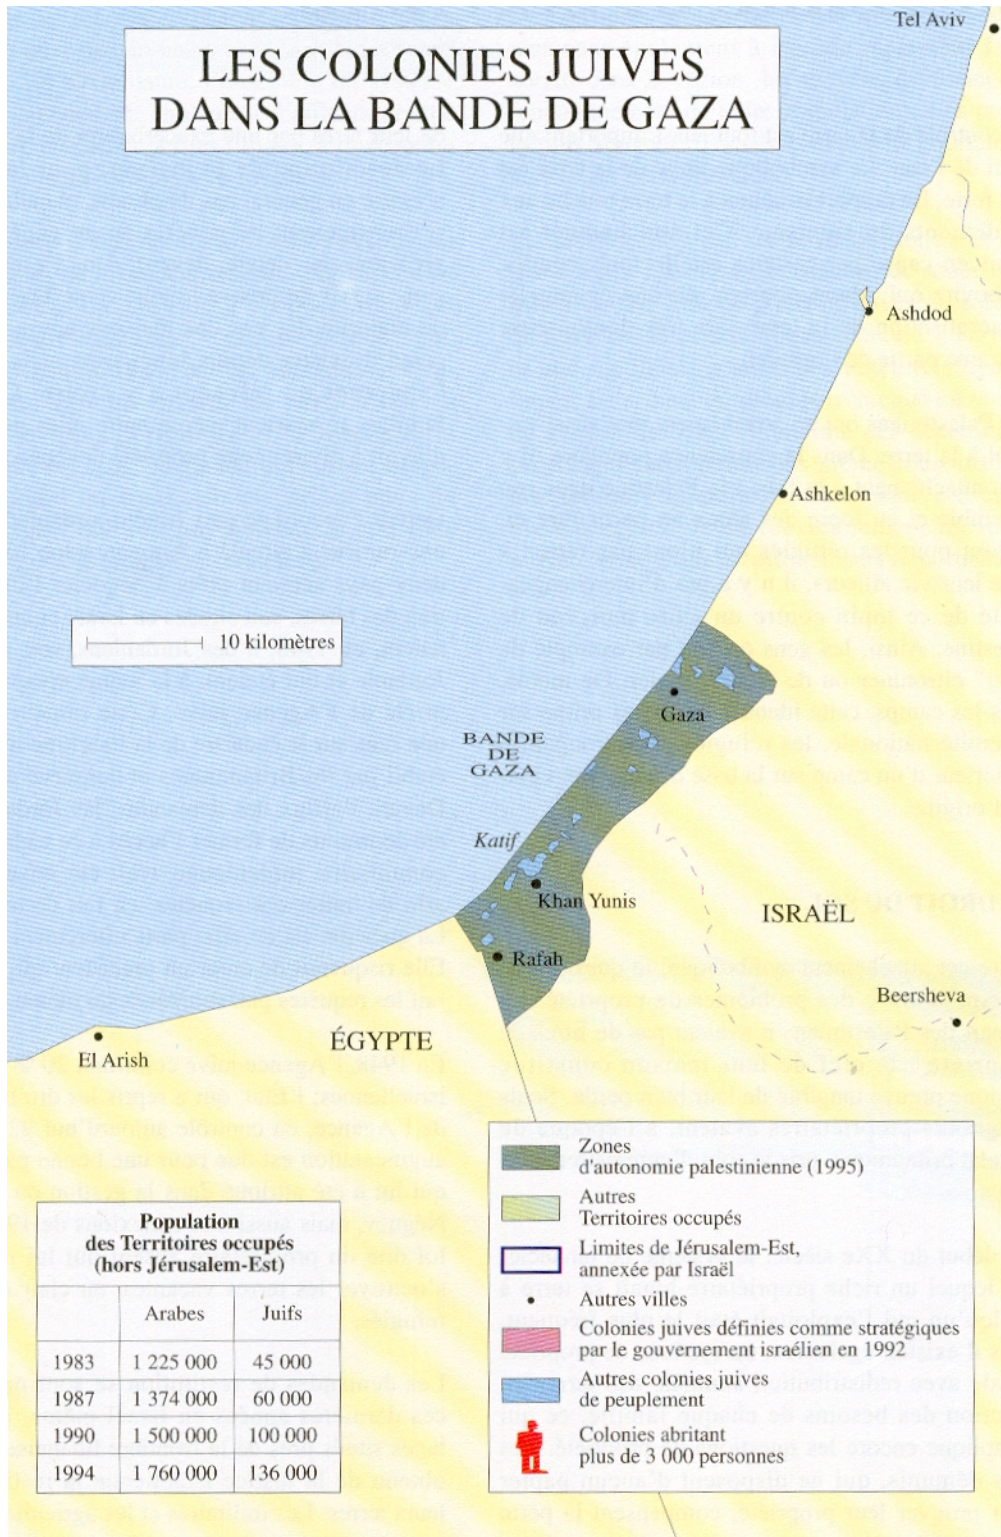 Tel Aviv
LES COLONIES JUIVES
DANS LA BANDE DE GAZA
Ashdod
Ashkelon
10 kilomètres
Gaza
BANDE
DE
GAZA
Katif
Khan Yunis
ISRAËL
Rafah
Beersheva
ÉGYPTE
El Arish
Zones
d'autonomie palestinienne (1995)
Autres
Territoires occupés
Limites de Jérusalem-Est,
annexée par Israël
Autres villes
Colonies juives définies comme stratégiques
par le gouvernement israélien en 1992
Autres colonies juives
de peuplement
Colonies abritant
plus de 3 000 personnes
Population
des Territoires occupés
(hors Jérusalem-Est)
Arabes Juifs
1983 1 225 000 45 000
1987 1 374 000 60 000
1990 1 500 000 100 000
1994 1 760 000 136 000